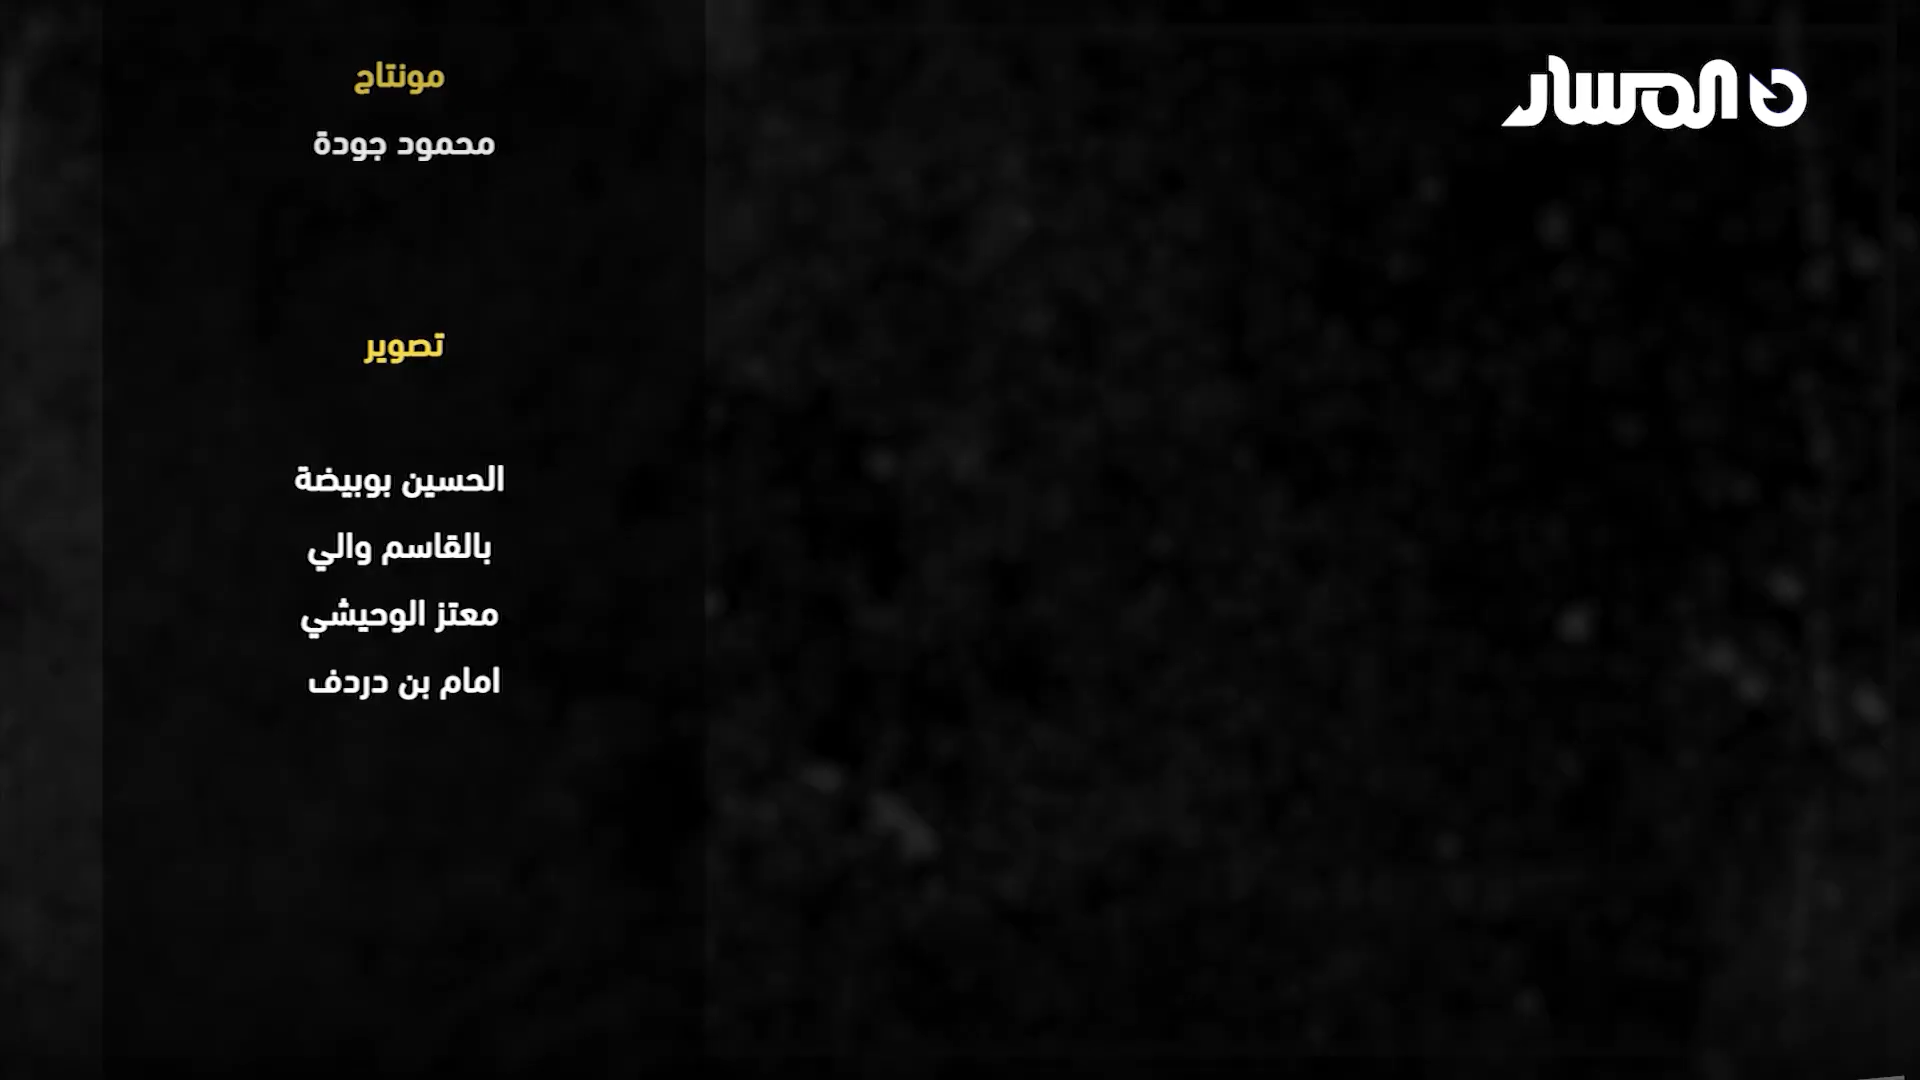 المسار
مونتاج
محمود جودة
تصوير
الحسين بوبيضة
بالقاسم والي
معتز الوحيشي
امام بن دردف